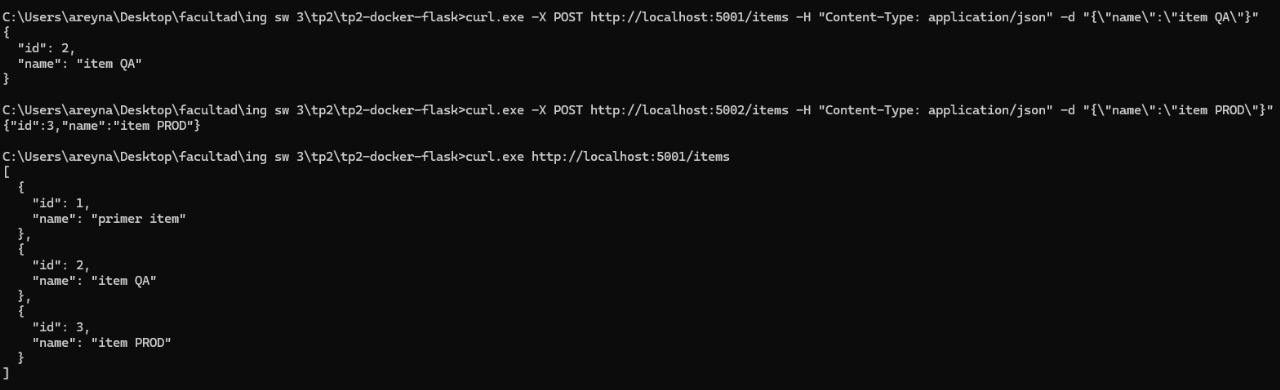 C:\Users\areyna\Desktop\facultad\ing sw 3\tp2\tp2-docker-flask>curl.exe -X POST http://localhost:5001/items -H "Content-Type: application/json" -d "{\"name\":\"item QA\"}"
{
  "id": 2,
  "name": "item QA"
}
C:\Users\areyna\Desktop\facultad\ing sw 3\tp2\tp2-docker-flask>curl.exe -X POST http://localhost:5002/items -H "Content-Type: application/json" -d "{\"name\":\"item PROD\"}"
{"id":3,"name":"item PROD"}
C:\Users\areyna\Desktop\facultad\ing sw 3\tp2\tp2-docker-flask>curl.exe http://localhost:5001/items
[
  {
    "id": 1,
    "name": "primer item"
  },
  {
    "id": 2,
    "name": "item QA"
  },
  {
    "id": 3,
    "name": "item PROD"
  }
]